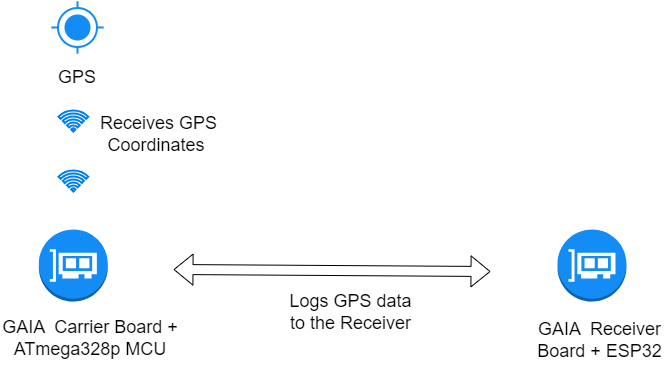 GPS
Receives GPS
Coordinates
Logs GPS data
to the Receiver
GAIA  Carrier Board +
ATmega328p MCU
GAIA  Receiver
Board + ESP32